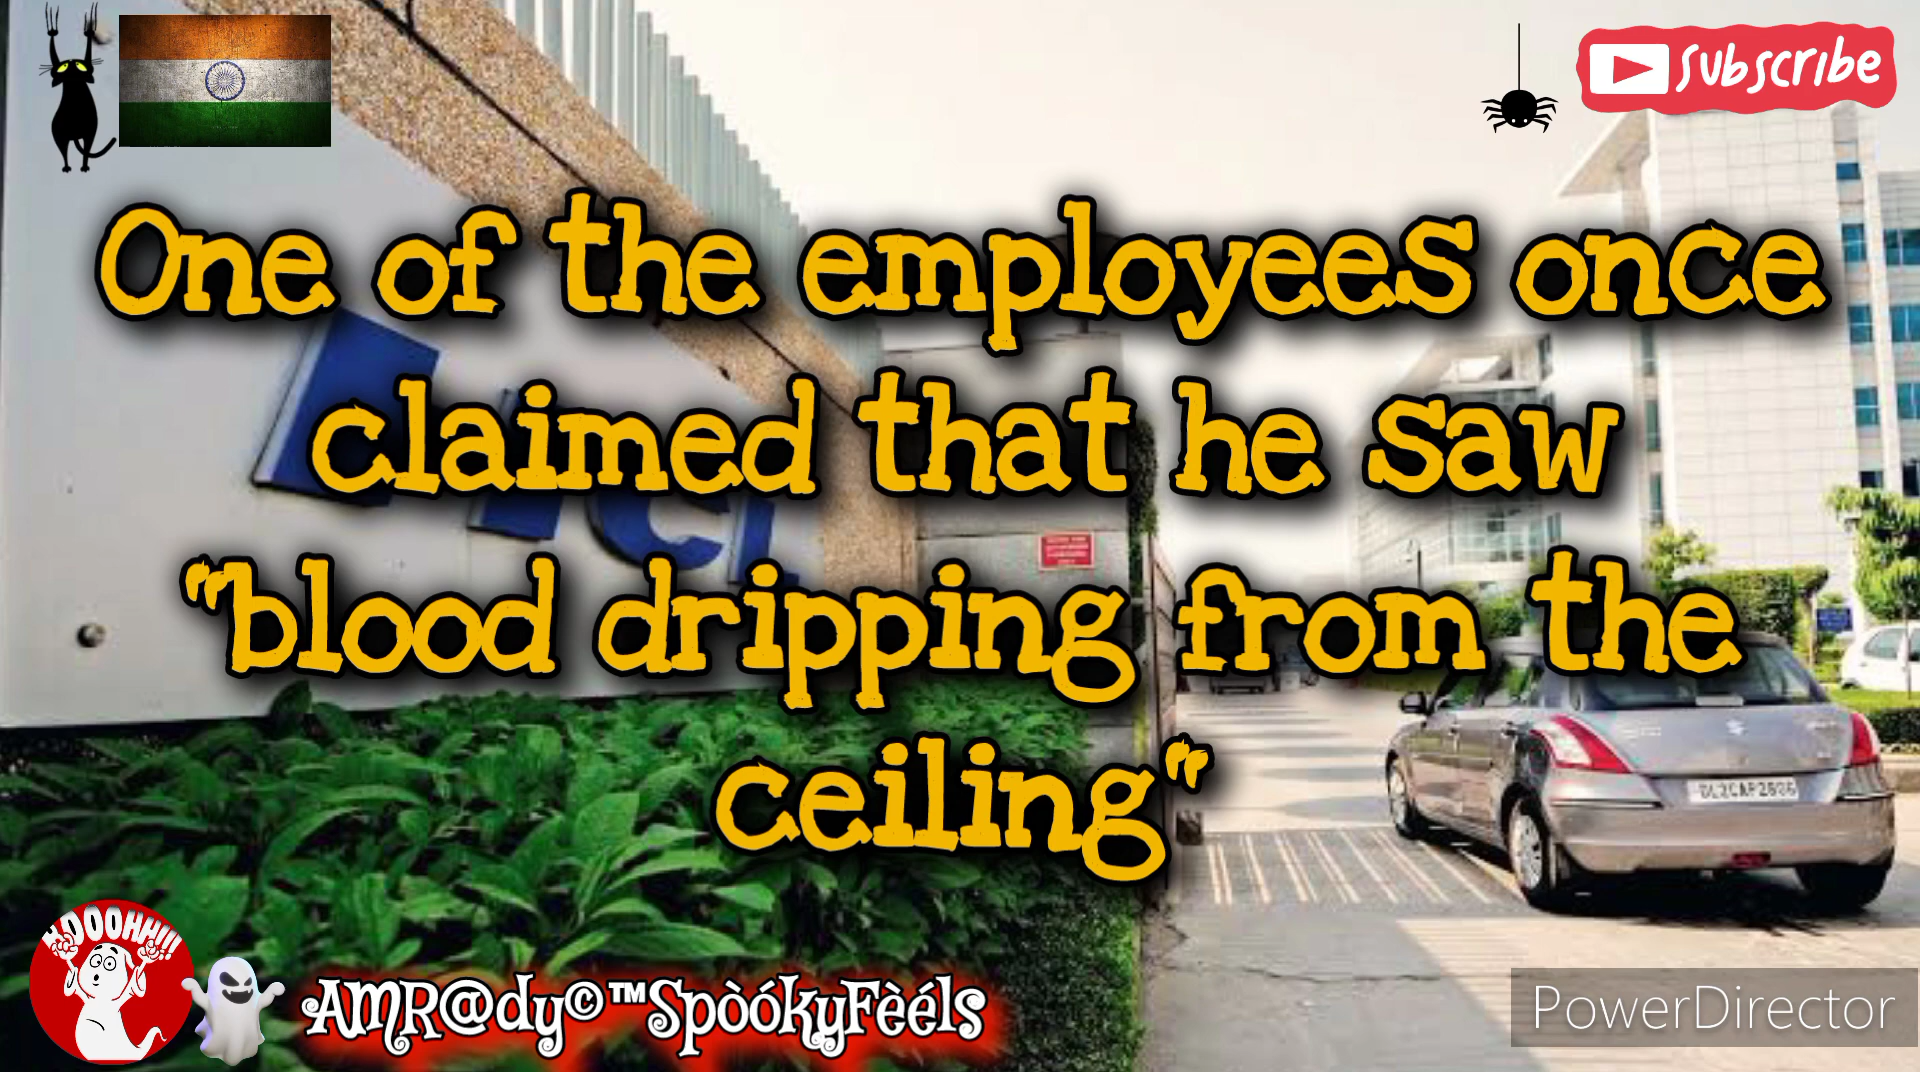 Subscribe
One of the employees once
claimed that he saw
"blood dripping from the
ceiling"
YOOOHH!!!
AMR@dy©™SpòókyFèéls
PowerDirector